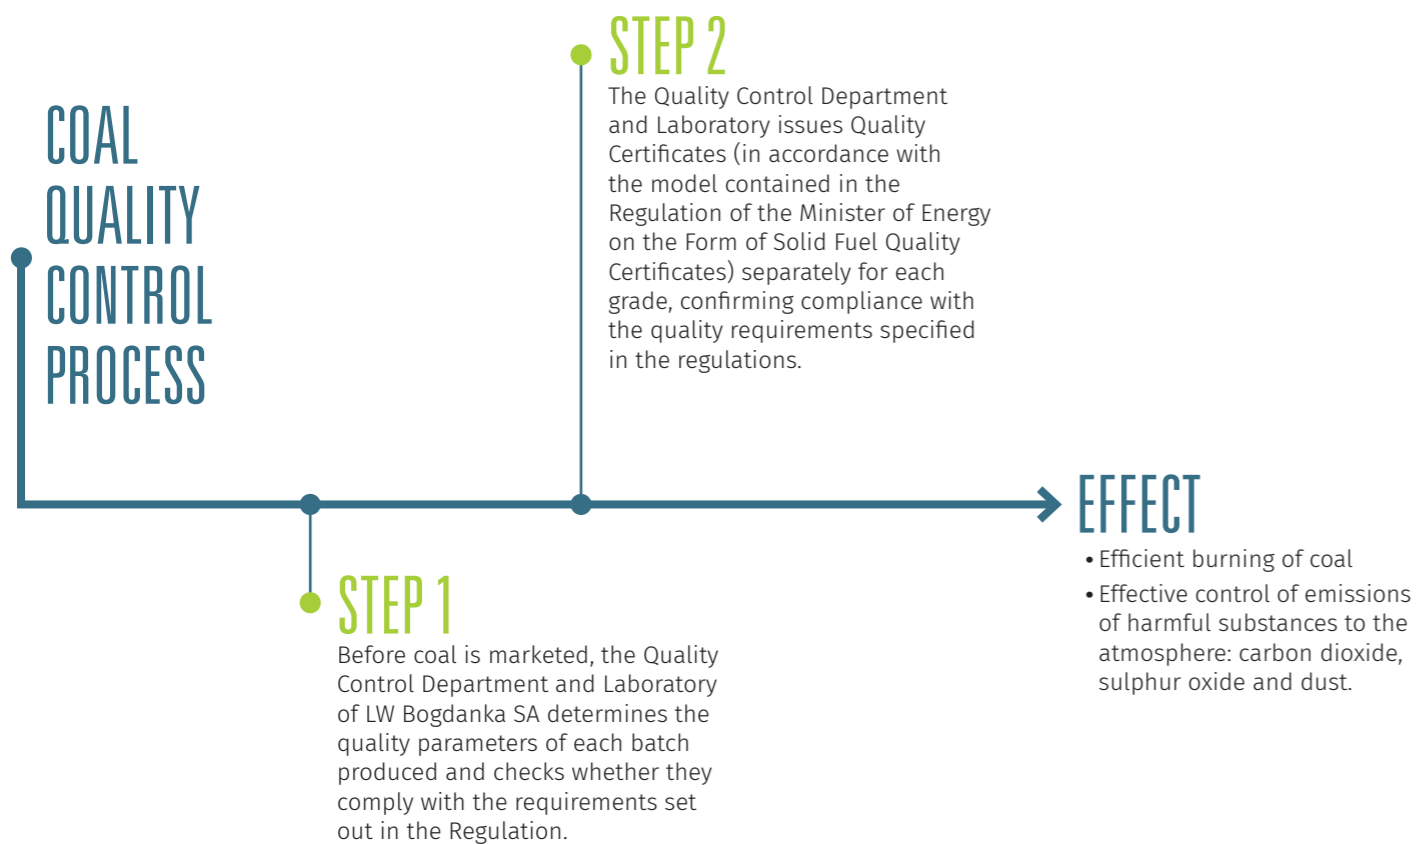 COAL
QUALITY
CONTROL
PROCESS
STEP 1
Before coal is marketed, the Quality
Control Department and Laboratory
of LW Bogdanka SA determines the
quality parameters of each batch
produced and checks whether they
comply with the requirements set
out in the Regulation.
STEP 2
The Quality Control Department
and Laboratory issues Quality
Certificates (in accordance with
the model contained in the
Regulation of the Minister of Energy
on the Form of Solid Fuel Quality
Certificates) separately for each
grade, confirming compliance with
the quality requirements specified
in the regulations.
EFFECT
• Efficient burning of coal
• Effective control of emissions
of harmful substances to the
atmosphere: carbon dioxide,
sulphur oxide and dust.